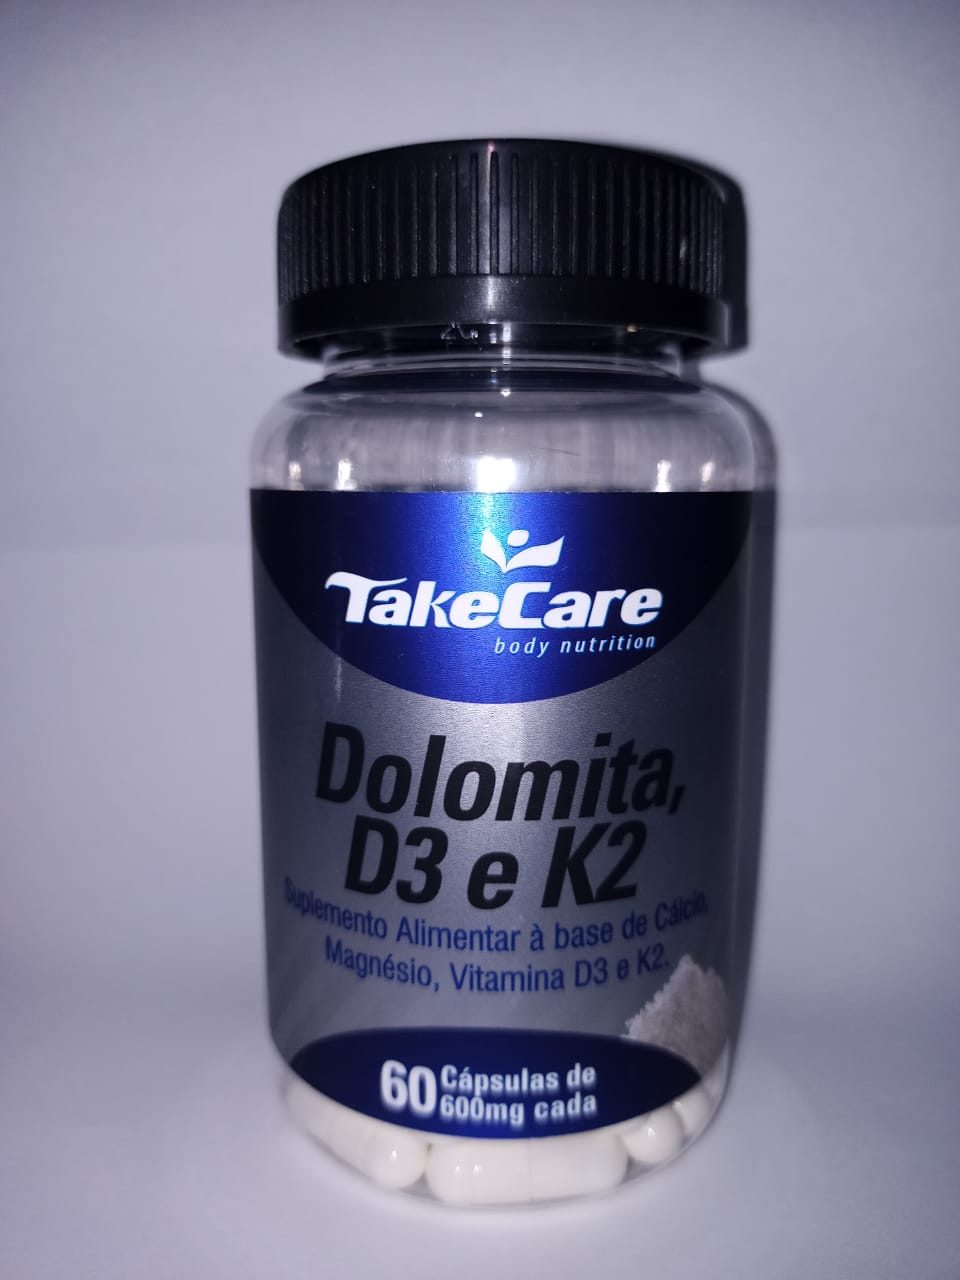 TakeCare
body nutrition
Dolomita,
D3 e K2
Suplemento Alimentar à base de Cálcio,
Magnésio, Vitamina D3 e K2.
60 Cápsulas de
600mg cada